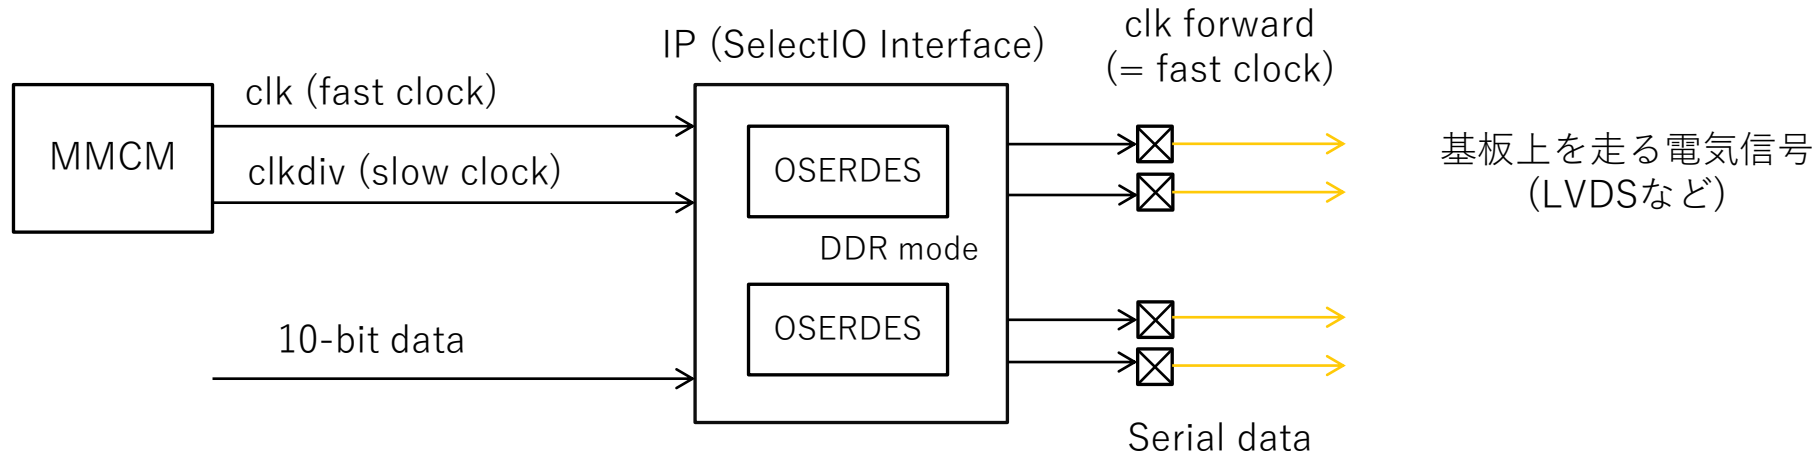 IP (SelectIO Interface)
clk forward
(= fast clock)
MMCM
clk (fast clock)
clkdiv (slow clock)
OSERDES
DDR mode
OSERDES
10-bit data
Serial data
基板上を走る電気信号
(LVDSなど)